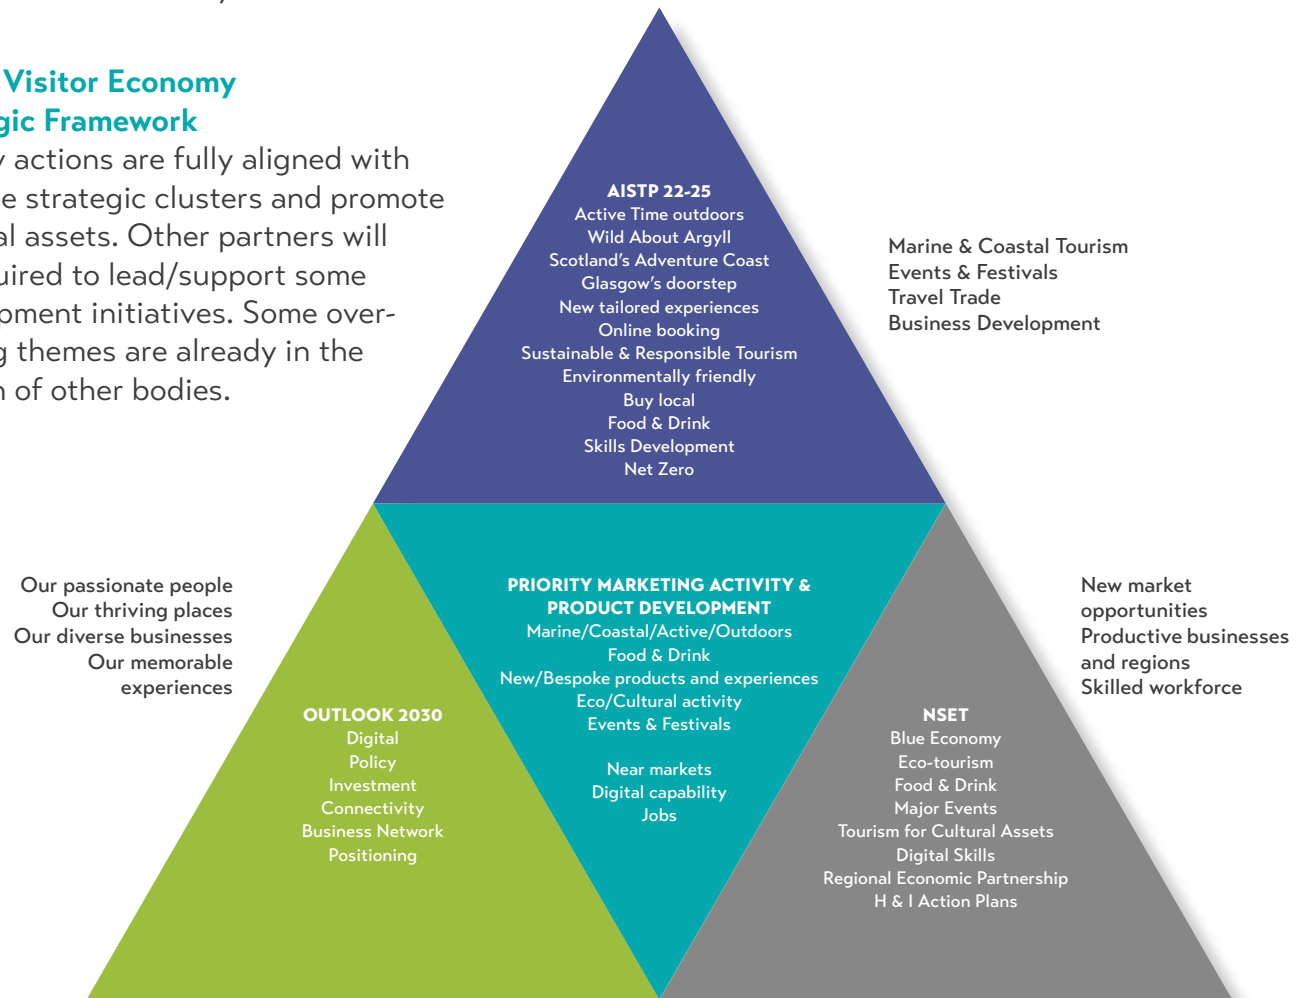 Visitor Economy
Framework
actions are fully aligned with
strategic clusters and promote
assets. Other partners will
to lead/support some
initiatives. Some over-
themes are already in the
of other bodies.
AISTP 22-25
Active Time outdoors
Wild About Argyll
Scotland's Adventure Coast
Glasgow's doorstep
New tailored experiences
Online booking
Sustainable & Responsible Tourism
Environmentally friendly
Buy local
Food & Drink
Skills Development
Net Zero
Marine & Coastal Tourism
Events & Festivals
Travel Trade
Business Development
Our passionate people
Our thriving places
Our diverse businesses
Our memorable
experiences
OUTLOOK 2030
Digital
Policy
Investment
Connectivity
Business Network
Positioning
PRIORITY MARKETING ACTIVITY &
PRODUCT DEVELOPMENT
Marine/Coastal/Active/Outdoors
Food & Drink
New/Bespoke products and experiences
Eco/Cultural activity
Events & Festivals
Near markets
Digital capability
Jobs
New market
opportunities
Productive businesses
and regions
Skilled workforce
NSET
Blue Economy
Eco-tourism
Food & Drink
Major Events
Tourism for Cultural Assets
Digital Skills
Regional Economic Partnership
H & I Action Plans